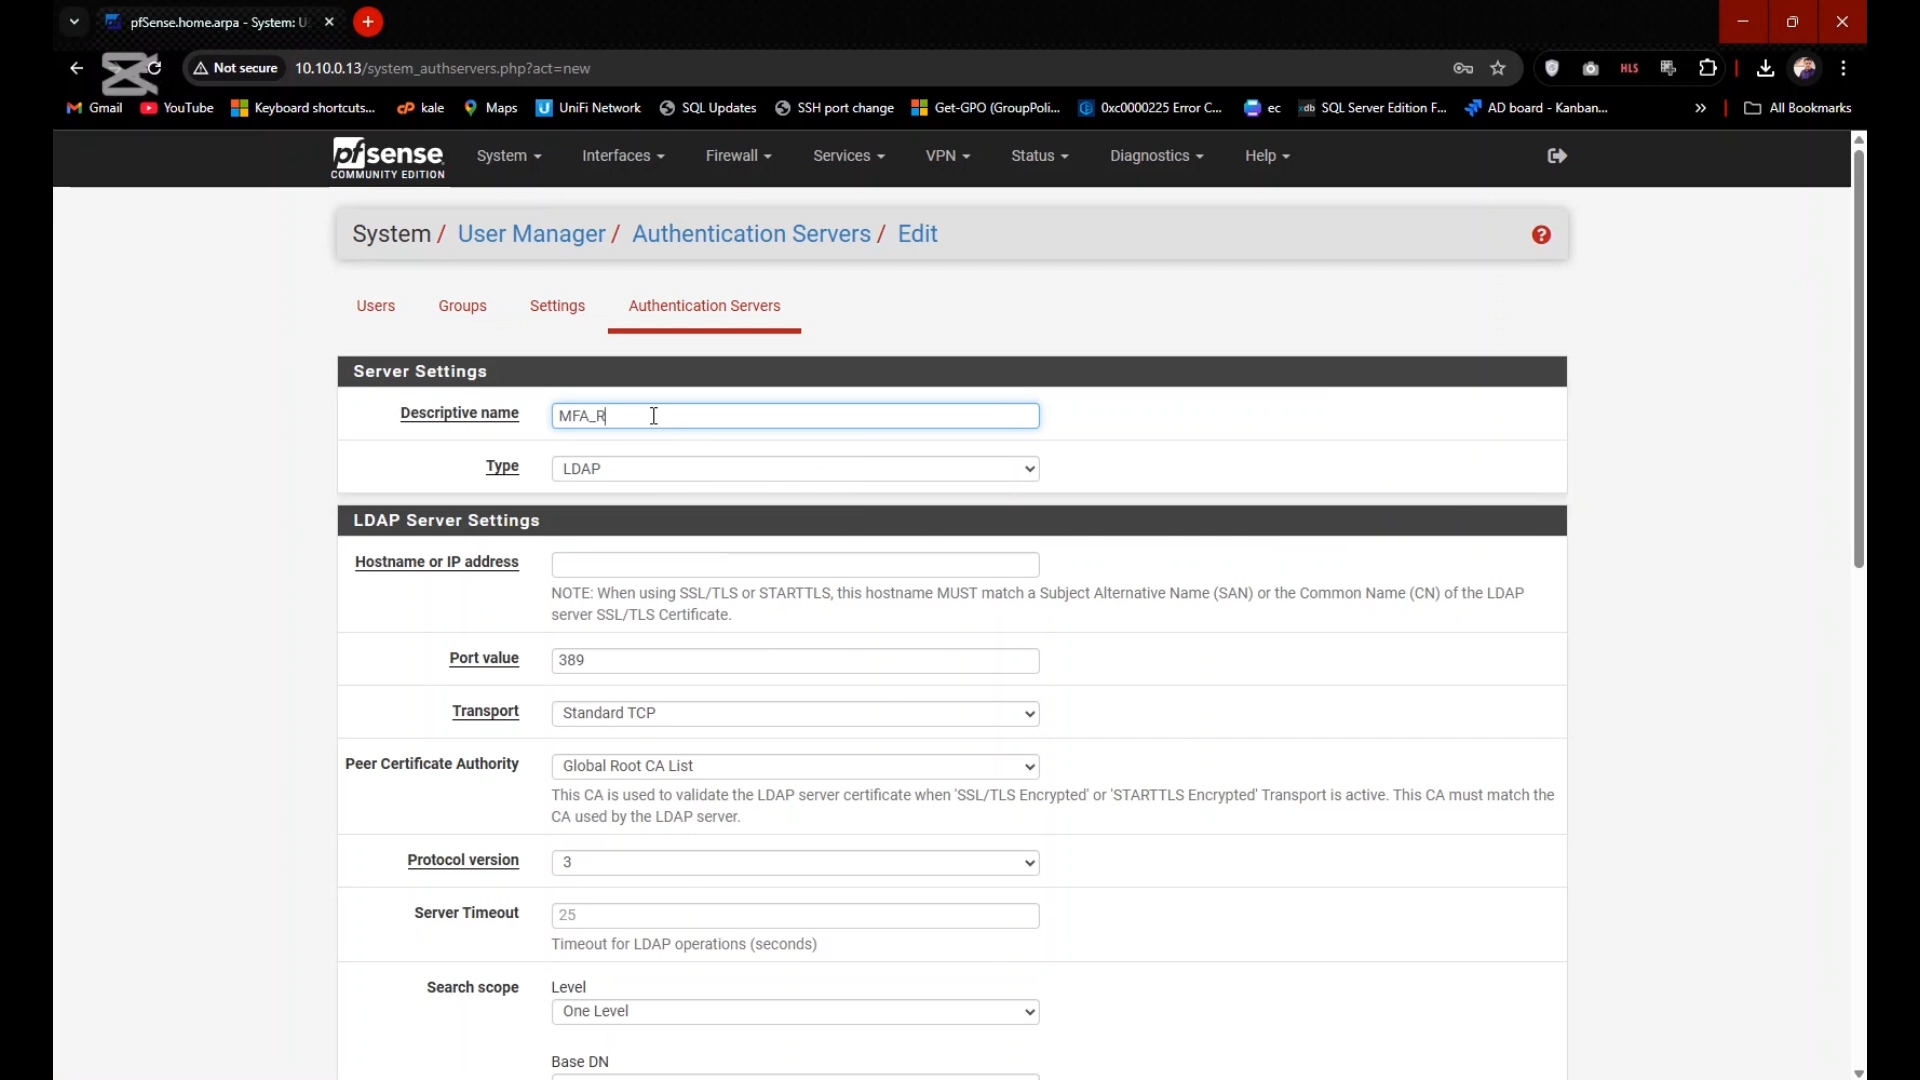 pfSense.home.arpa - System: U
Not secure 10.10.0.13/system_authservers.php?act=new HLS
Gmail YouTube Keyboard shortcuts... cP kale Maps UniFi Network SQL Updates SSH port change Get-GPO (GroupPoli... 0xc0000225 Error C... ec SQL Server Edition F... AD board - Kanban... » All Bookmarks
pfsense
COMMUNITY EDITION
System Interfaces Firewall Services VPN Status Diagnostics Help
System / User Manager / Authentication Servers / Edit
Users Groups Settings Authentication Servers
Server Settings
Descriptive name MFA_R
Type LDAP
LDAP Server Settings
Hostname or IP address
NOTE: When using SSL/TLS or STARTTLS, this hostname MUST match a Subject Alternative Name (SAN) or the Common Name (CN) of the LDAP
server SSL/TLS Certificate.
Port value 389
Transport Standard TCP
Peer Certificate Authority Global Root CA List
This CA is used to validate the LDAP server certificate when 'SSL/TLS Encrypted' or 'STARTTLS Encrypted' Transport is active. This CA must match the
CA used by the LDAP server.
Protocol version 3
Server Timeout 25
Timeout for LDAP operations (seconds)
Search scope Level
One Level
Base DN